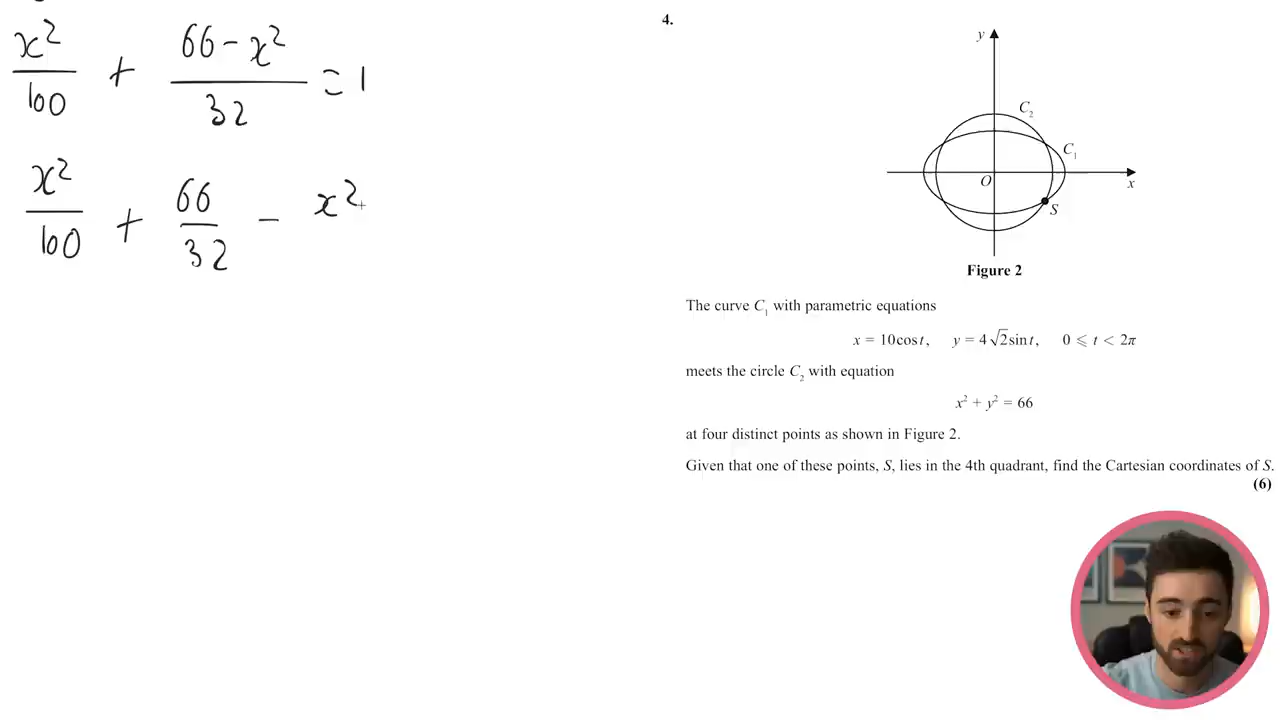 x²/100 + (66 - x²)/32 = 1
x²/100 + 66/32 - x²
4.
y
C₂
C₁
O
x
S
Figure 2
The curve C₁ with parametric equations
x = 10cos t,    y = 4√2 sin t,    0 ⩽ t < 2π
meets the circle C₂ with equation
x² + y² = 66
at four distinct points as shown in Figure 2.
Given that one of these points, S, lies in the 4th quadrant, find the Cartesian coordinates of S.
(6)